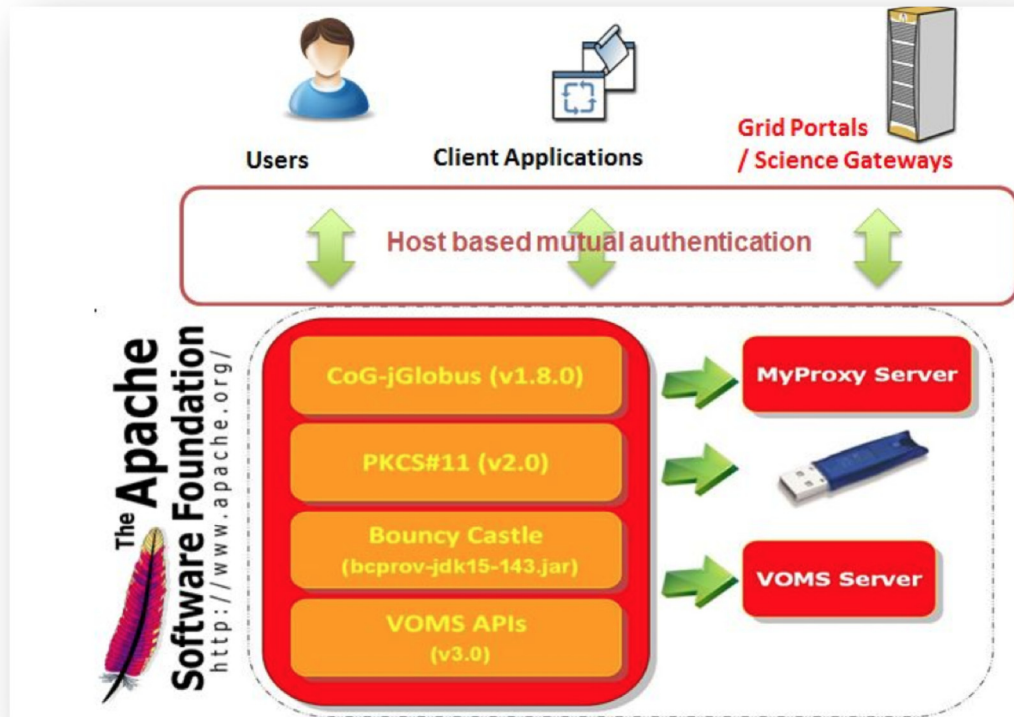 Users
Client Applications
Grid Portals
/ Science Gateways
Host based mutual authentication
The Apache
Software Foundation
http://www.apache.org/
CoG-jGlobus (v1.8.0)
PKCS#11 (v2.0)
Bouncy Castle
(bcprov-jdk15-143.jar)
VOMS APIs
(v3.0)
MyProxy Server
VOMS Server